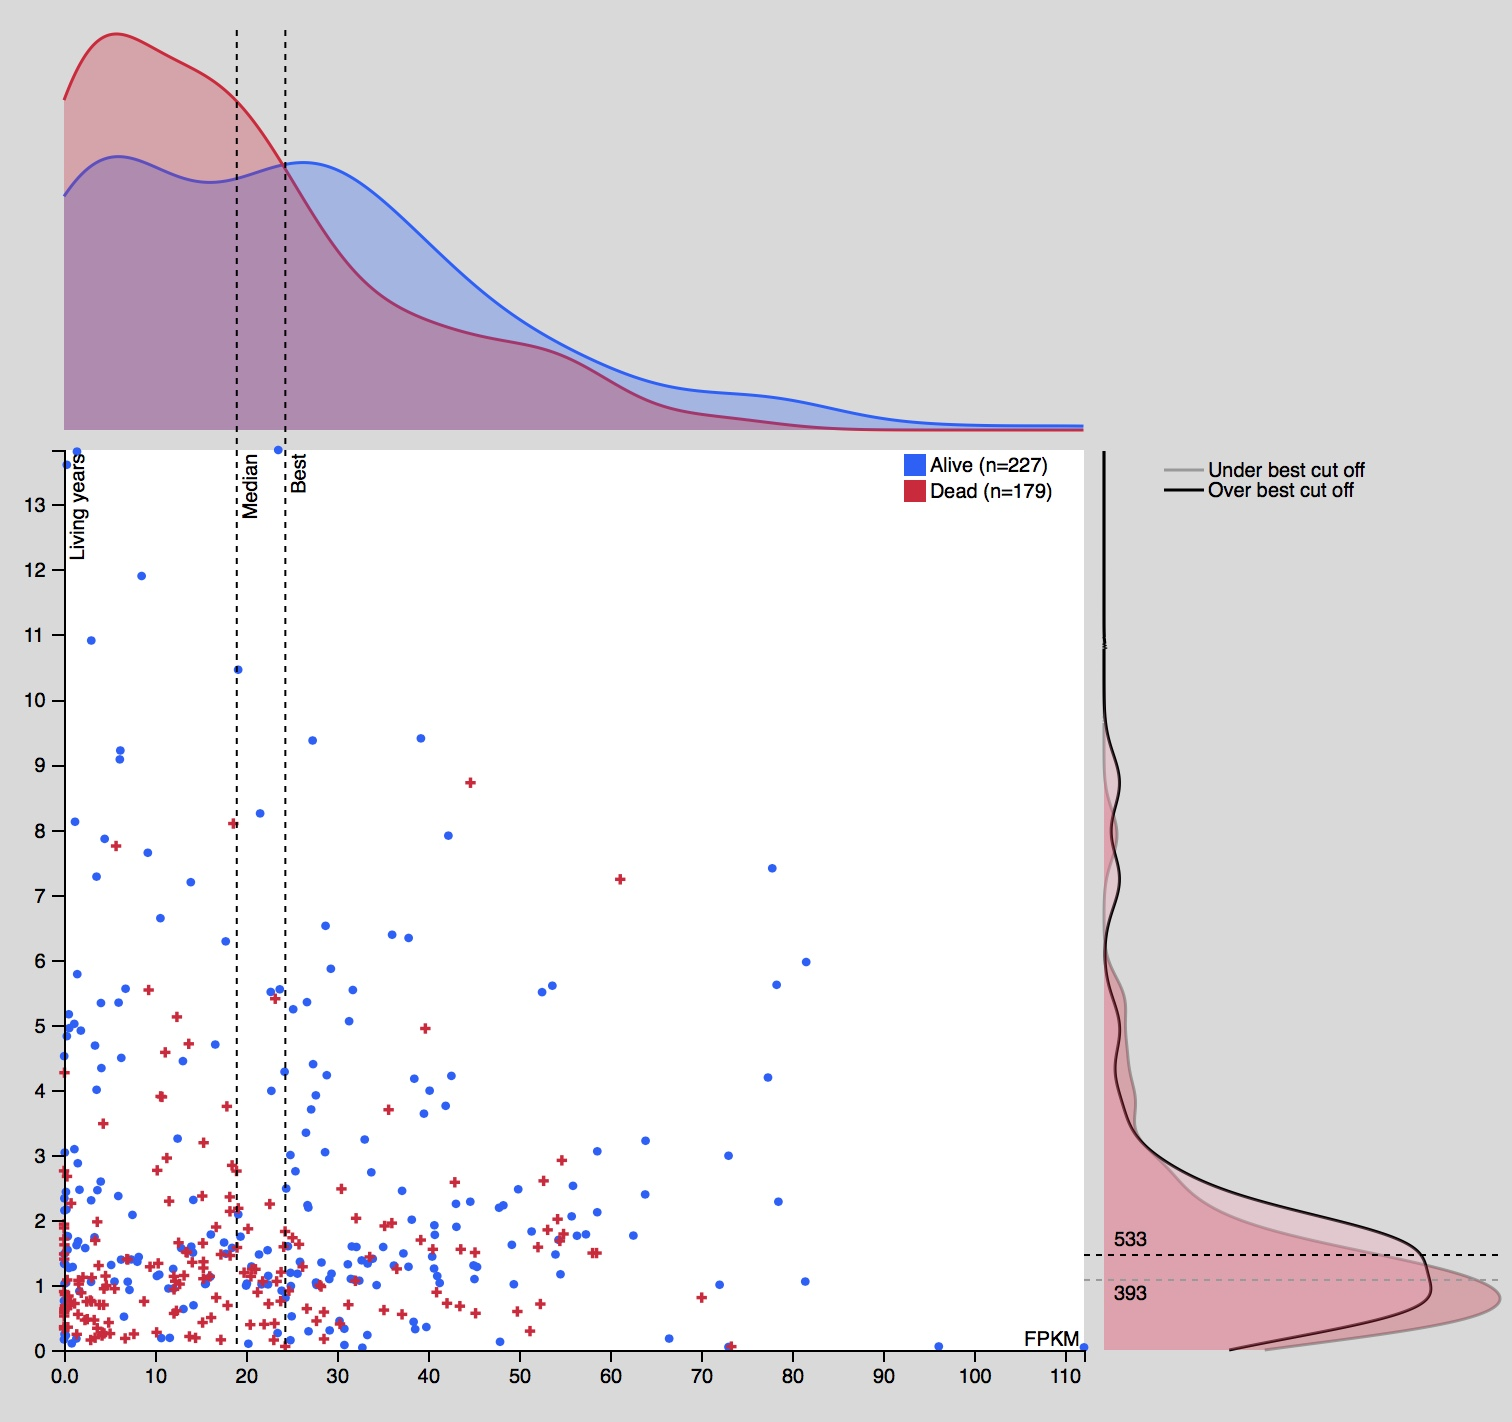 Living years
Median
Best
Alive (n=227)
Dead (n=179)
Under best cut off
Over best cut off
13
12
11
10
9
8
7
6
5
4
3
2
1
0
533
393
FPKM
0.0 10 20 30 40 50 60 70 80 90 100 110